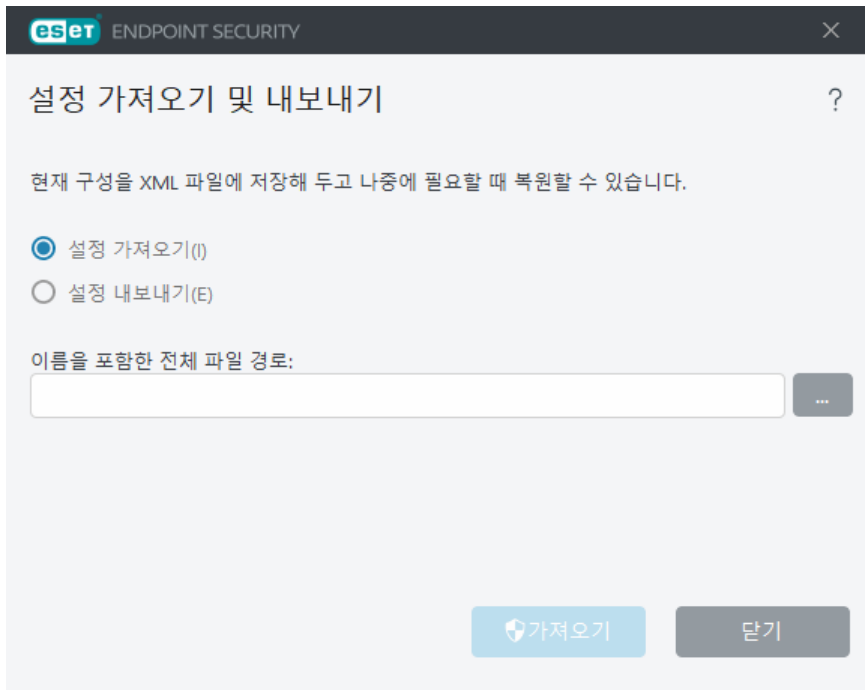 eset ENDPOINT SECURITY
설정 가져오기 및 내보내기
?
현재 구성을 XML 파일에 저장해 두고 나중에 필요할 때 복원할 수 있습니다.
설정 가져오기(I)
설정 내보내기(E)
이름을 포함한 전체 파일 경로:
...
가져오기 닫기